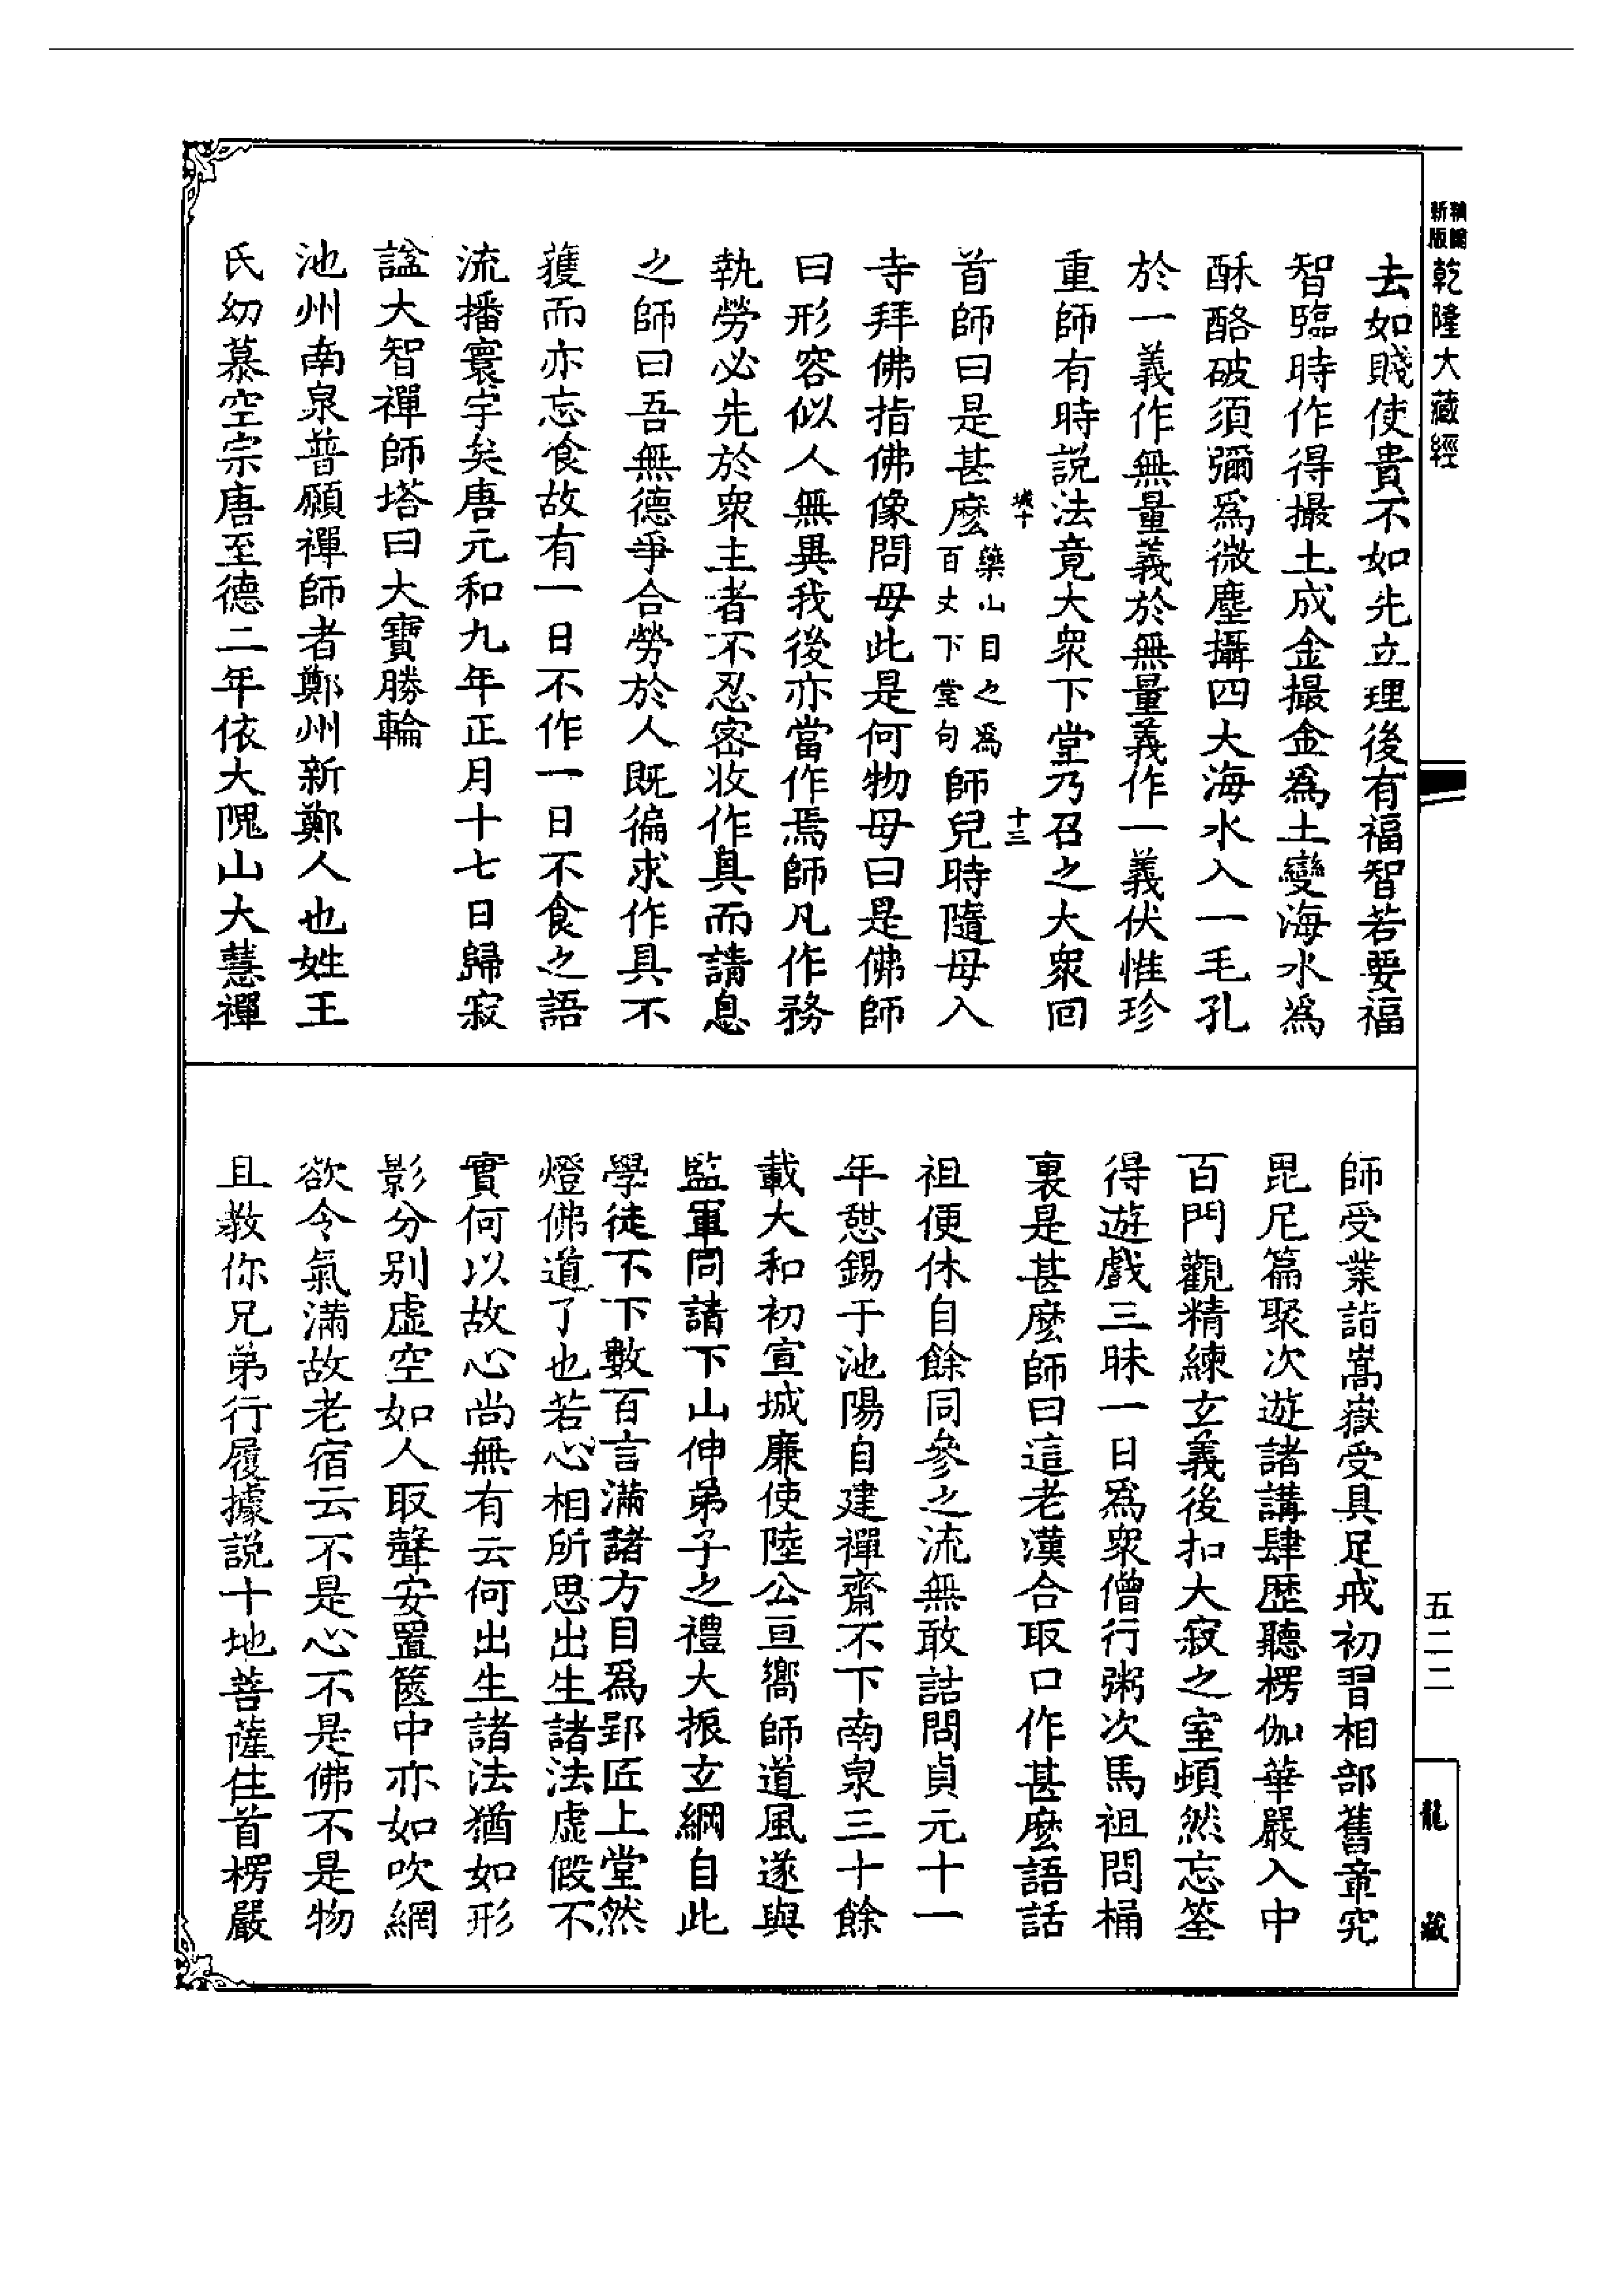 乾隆大藏經
新版
去如賤使貴不如先立理後有福智若要福
智臨時作得撮土成金撮金為土變海水為
酥酪破須彌為微塵攝四大海水入一毛孔
於一義作無量義於無量義作一義伏惟珍
重師有時説法竟大衆下堂乃召之大衆回
十三
首師曰是甚麽
藥山目之為
百丈下堂句
師兒時隨母入
寺拜佛指佛像問母此是何物母曰是佛師
曰形容似人無異我後亦當作焉師凡作務
執勞必先於衆主者不忍密收作具而請息
之師曰吾無德爭合勞於人既徧求作具不
獲而亦忘食故有一日不作一日不食之語
流播寰宇矣唐元和九年正月十七日歸寂
諡大智禪師塔曰大寶勝輪
池州南泉普願禪師者鄭州新鄭人也姓王
氏幼慕空宗唐至德二年依大隗山大慧禪
師受業詣嵩嶽受具足戒初習相部舊章究
毘尼篇聚次遊諸講肆歴聽楞伽華嚴入中
百門觀精練玄義後扣大寂之室頓然忘筌
得遊戲三昧一日為衆僧行粥次馬祖問桶
裏是甚麽師曰這老漢合取口作甚麽語話
祖便休自餘同參之流無敢詰問貞元十一
年憩錫于池陽自建禪齋不下南泉三十餘
載大和初宣城廉使陸公亘嚮師道風遂與
監軍同請下山伸弟子之禮大振玄綱自此
學徒不下數百言滿諸方目為郢匠上堂然
燈佛道了也若心相所思出生諸法虚假不
實何以故心尚無有云何出生諸法猶如形
影分别虚空如人取聲安置篋中亦如吹網
欲令氣滿故老宿云不是心不是佛不是物
且教你兄弟行履據説十地菩薩住首楞嚴
五二二
龍藏